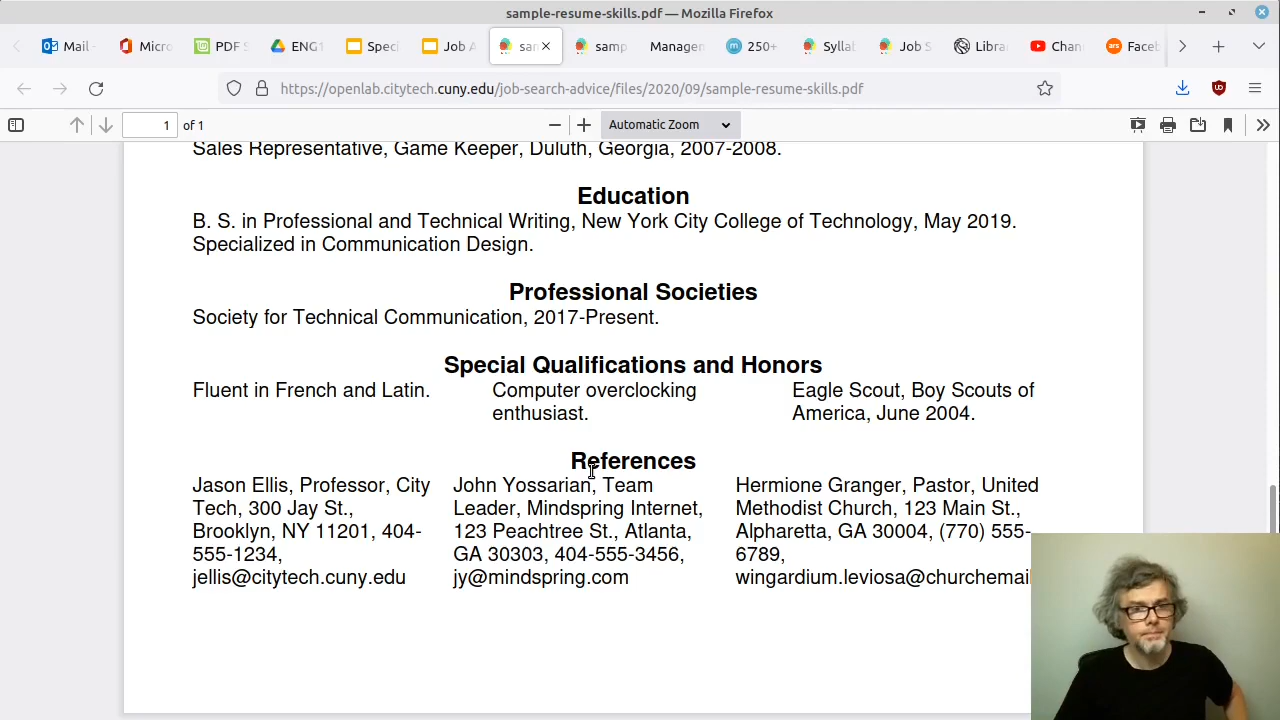 sample-resume-skills.pdf — Mozilla Firefox
Mail Micro PDF S ENG1 Speci Job A sar samp Managen 250+ Syllal Job S Libra Chan Faceb
https://openlab.citytech.cuny.edu/job-search-advice/files/2020/09/sample-resume-skills.pdf
1 of 1 Automatic Zoom
Sales Representative, Game Keeper, Duluth, Georgia, 2007-2008.
Education
B. S. in Professional and Technical Writing, New York City College of Technology, May 2019.
Specialized in Communication Design.
Professional Societies
Society for Technical Communication, 2017-Present.
Special Qualifications and Honors
Fluent in French and Latin.
Computer overclocking
enthusiast.
Eagle Scout, Boy Scouts of
America, June 2004.
References
Jason Ellis, Professor, City
Tech, 300 Jay St.,
Brooklyn, NY 11201, 404-
555-1234,
jellis@citytech.cuny.edu
John Yossarian, Team
Leader, Mindspring Internet,
123 Peachtree St., Atlanta,
GA 30303, 404-555-3456,
jy@mindspring.com
Hermione Granger, Pastor, United
Methodist Church, 123 Main St.,
Alpharetta, GA 30004, (770) 555-
6789,
wingardium.leviosa@churchemail